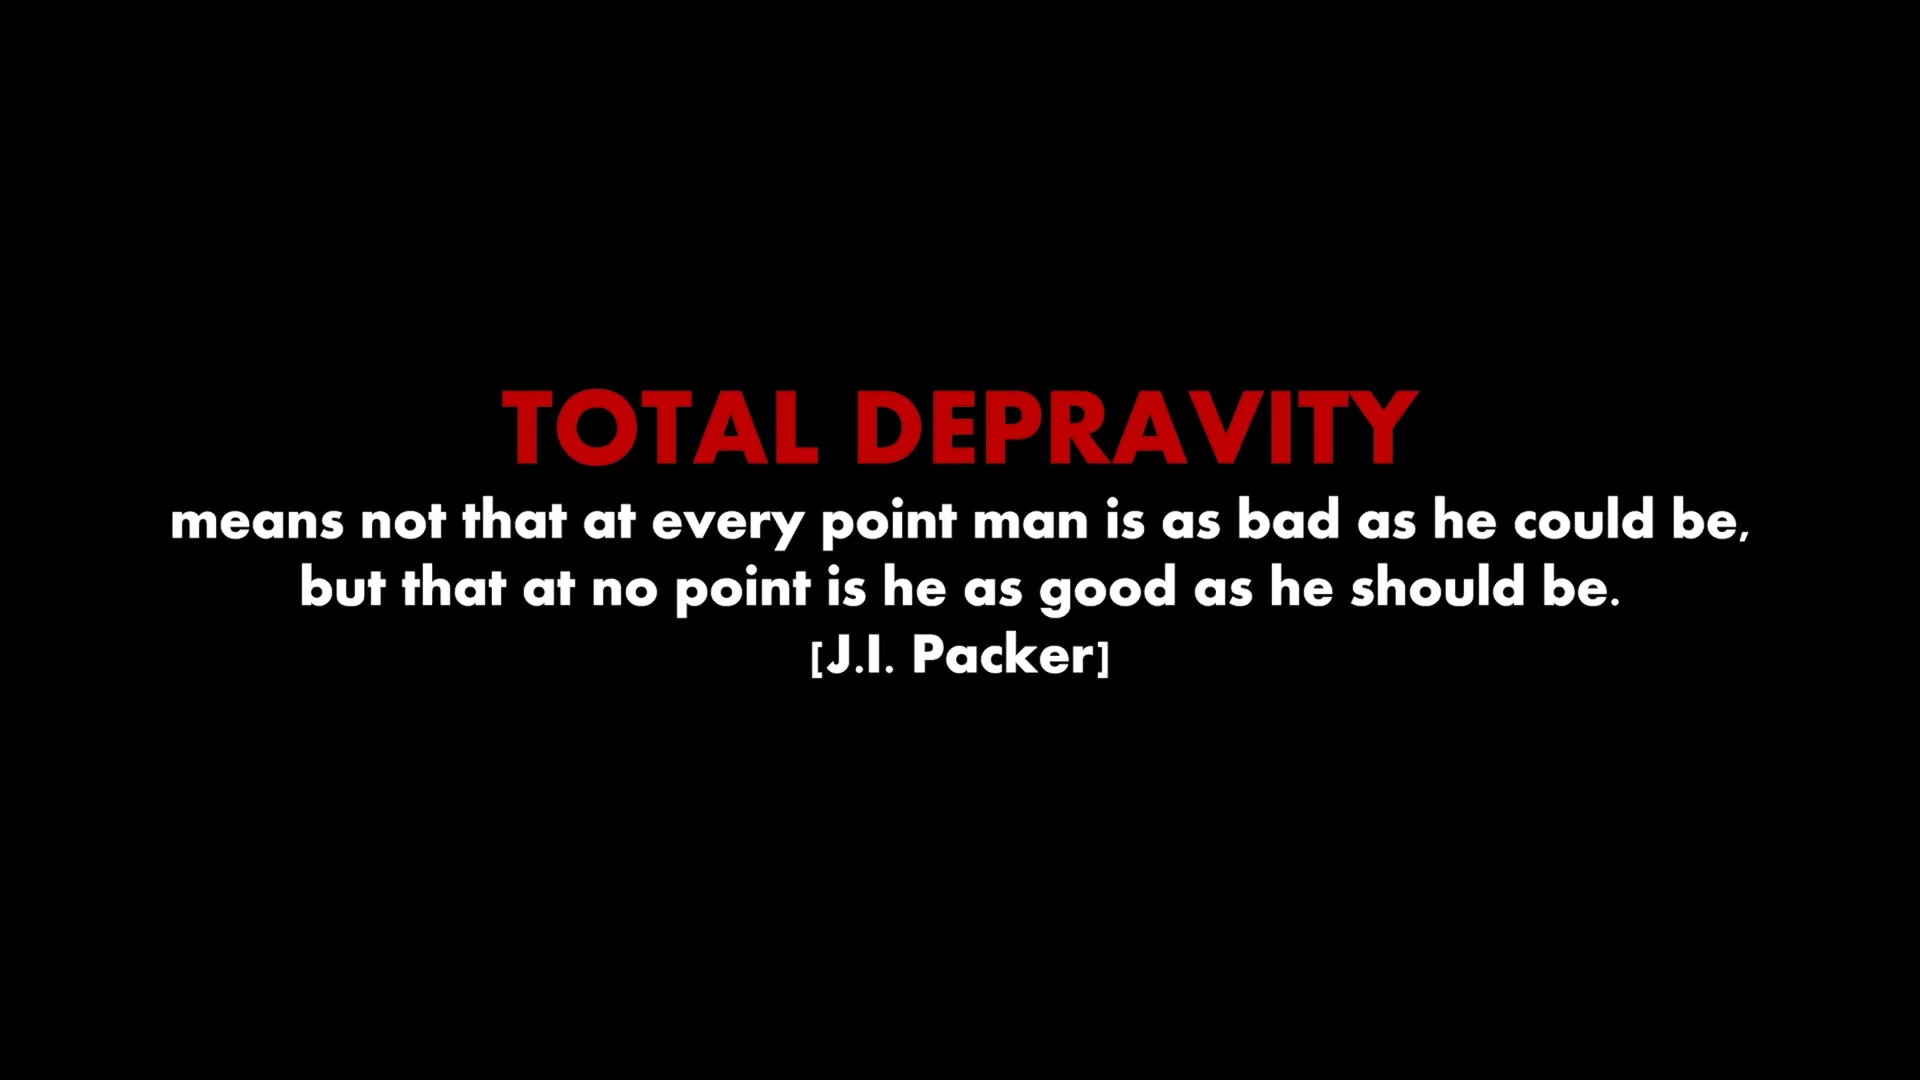 TOTAL DEPRAVITY
means not that at every point man is as bad as he could be,
but that at no point is he as good as he should be.
[J.I. Packer]